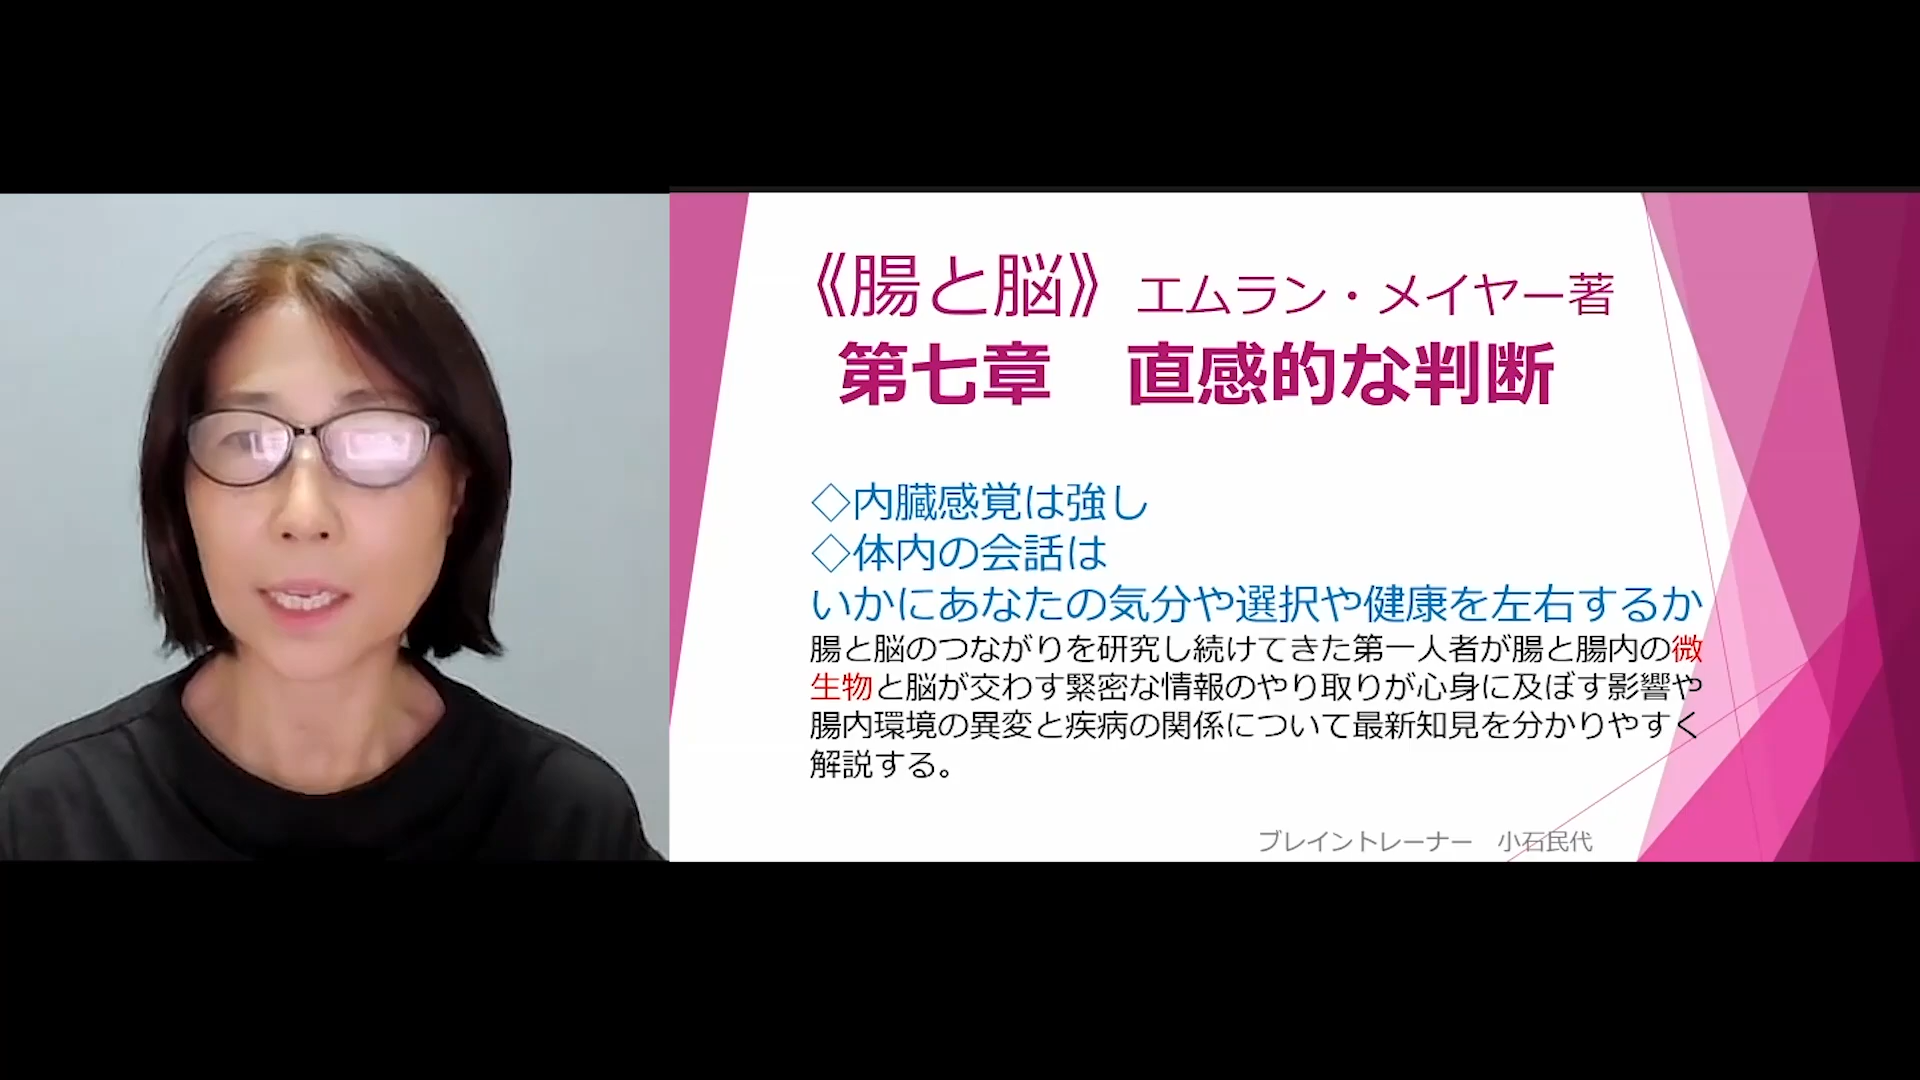 《腸と脳》エムラン・メイヤー著
第七章　直感的な判断
◇内臓感覚は強し
◇体内の会話は
いかにあなたの気分や選択や健康を左右するか
腸と脳のつながりを研究し続けてきた第一人者が腸と腸内の微
生物と脳が交わす緊密な情報のやり取りが心身に及ぼす影響や
腸内環境の異変と疾病の関係について最新知見を分かりやすく
解説する。
ブレイントレーナー　小石民代